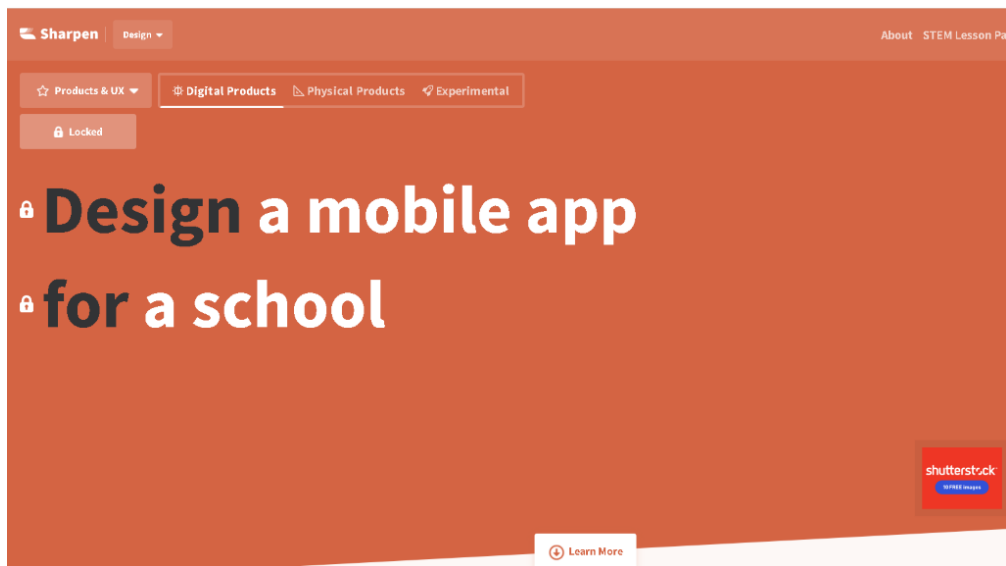 Sharpen
Design
About STEM Lesson Pa
Products & UX
Digital Products Physical Products Experimental
Locked
Design a mobile app
for a school
shutterstock
10 FREE Images
Learn More